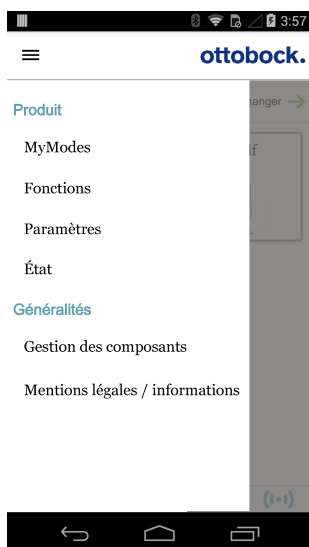 3:57
ottobock.
Produit
MyModes
Fonctions
Paramètres
État
Généralités
Gestion des composants
Mentions légales / informations